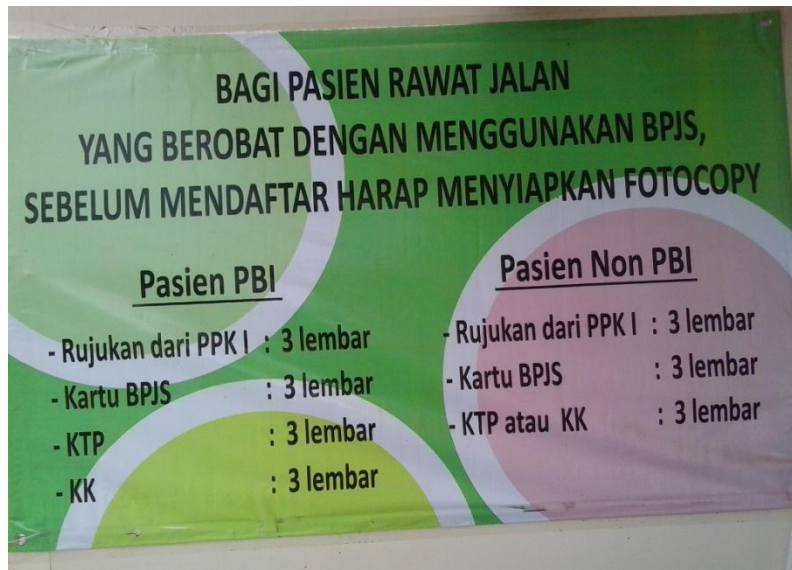 BAGI PASIEN RAWAT JALAN
YANG BEROBAT DENGAN MENGGUNAKAN BPJS,
SEBELUM MENDAFTAR HARAP MENYIAPKAN FOTOCOPY
Pasien PBI
- Rujukan dari PPK I : 3 lembar
- Kartu BPJS : 3 lembar
- KTP : 3 lembar
- KK : 3 lembar
Pasien Non PBI
- Rujukan dari PPK I : 3 lembar
- Kartu BPJS : 3 lembar
- KTP atau KK : 3 lembar